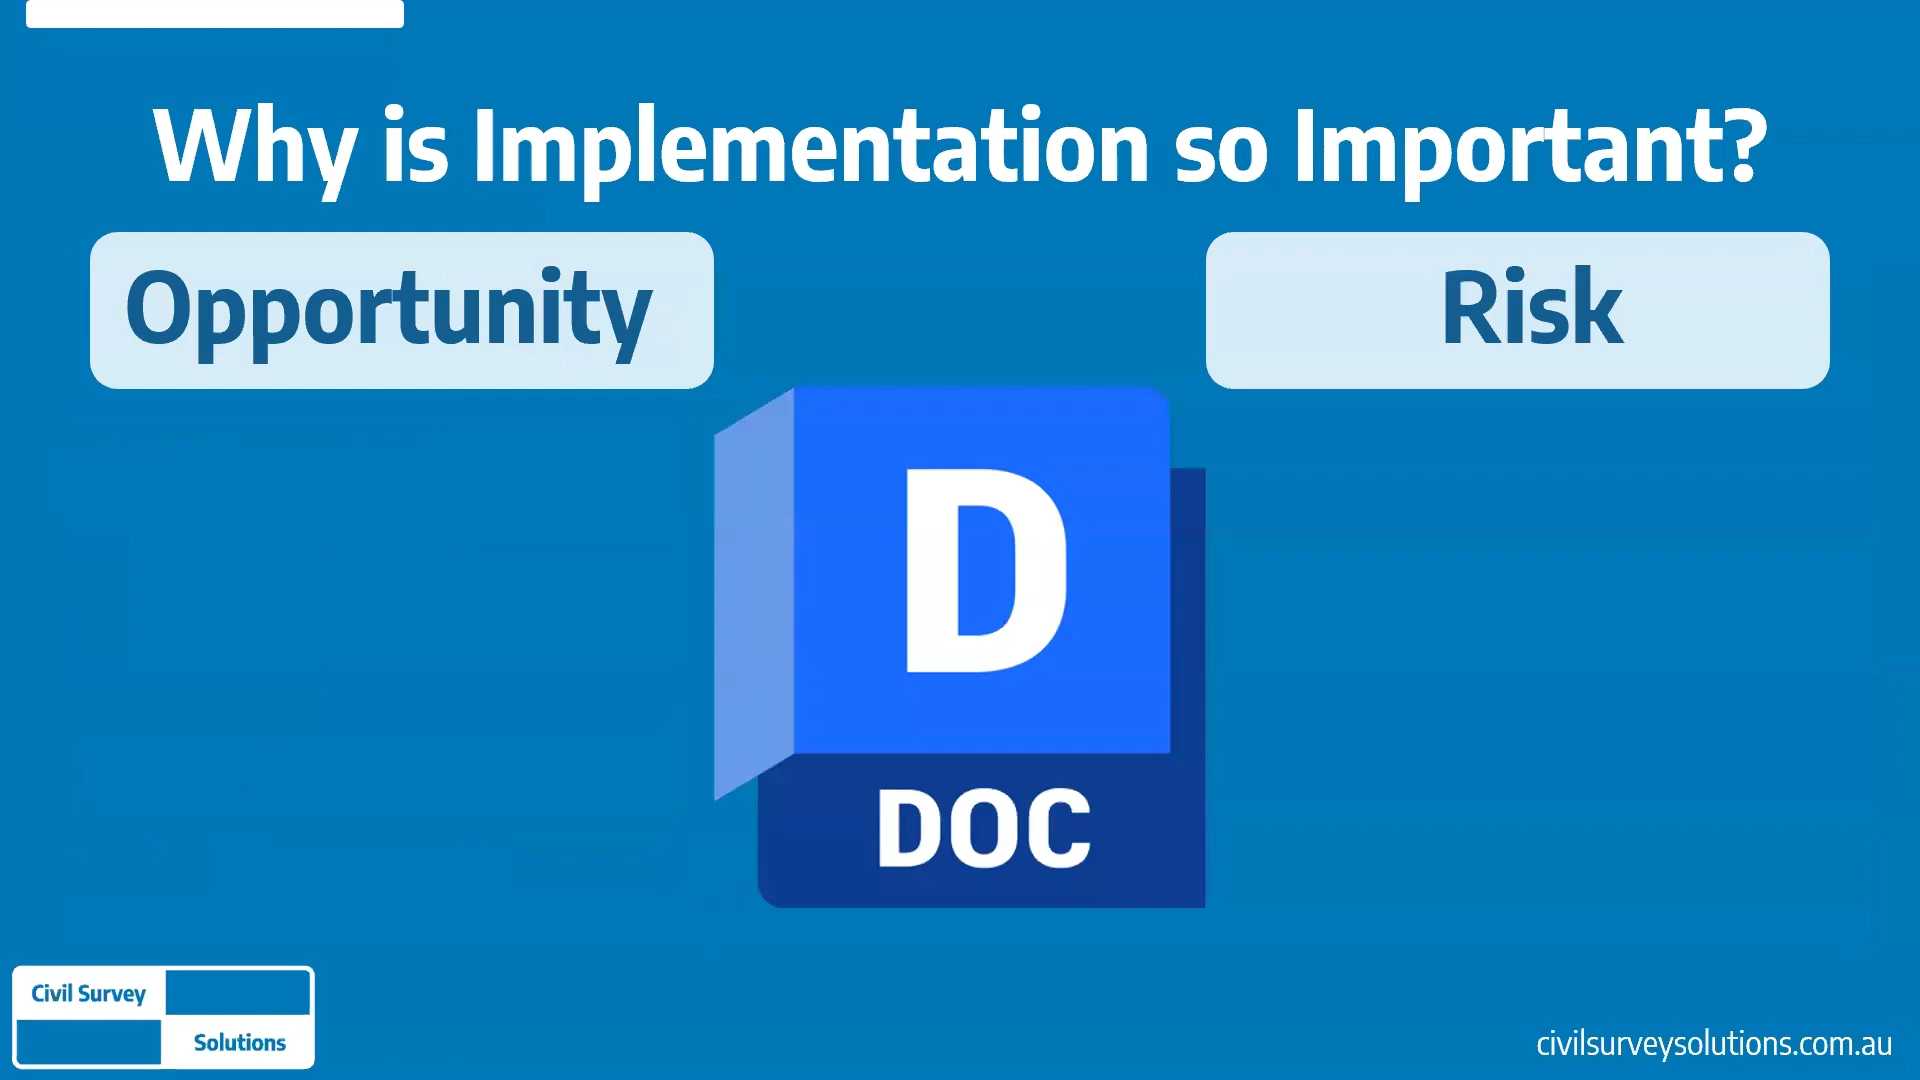 Why is Implementation so Important?
Opportunity
Risk
D
DOC
Civil Survey
Solutions
civilsurveysolutions.com.au